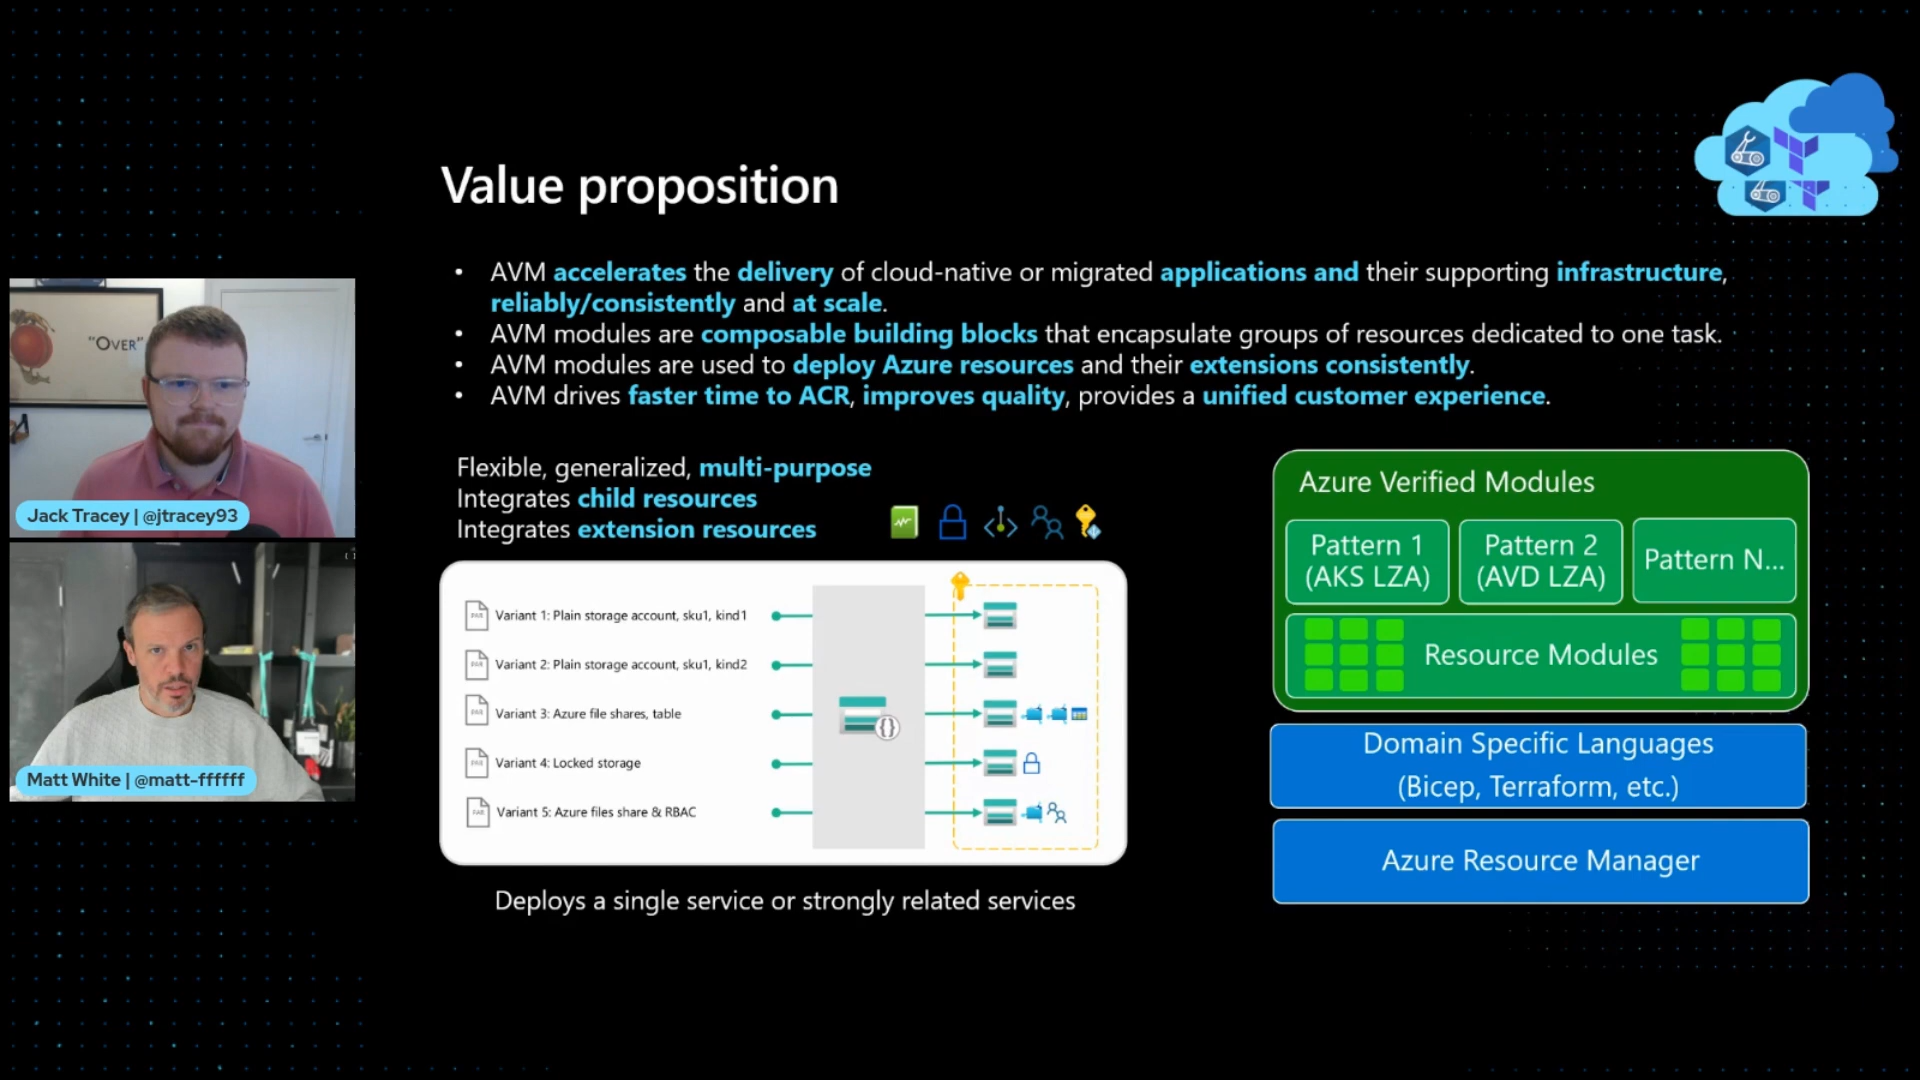 Value proposition
• AVM accelerates the delivery of cloud-native or migrated applications and their supporting infrastructure,
reliably/consistently and at scale.
• AVM modules are composable building blocks that encapsulate groups of resources dedicated to one task.
• AVM modules are used to deploy Azure resources and their extensions consistently.
• AVM drives faster time to ACR, improves quality, provides a unified customer experience.
Flexible, generalized, multi-purpose
Integrates child resources
Integrates extension resources
PAR Variant 1: Plain storage account, sku1, kind1
PAR Variant 2: Plain storage account, sku1, kind2
PAR Variant 3: Azure file shares, table
PAR Variant 4: Locked storage
PAR Variant 5: Azure files share & RBAC
{}
Deploys a single service or strongly related services
Azure Verified Modules
Pattern 1
(AKS LZA)
Pattern 2
(AVD LZA)
Pattern N...
Resource Modules
Domain Specific Languages
(Bicep, Terraform, etc.)
Azure Resource Manager
"OVER"
Jack Tracey | @jtracey93
Matt White | @matt-ffffff